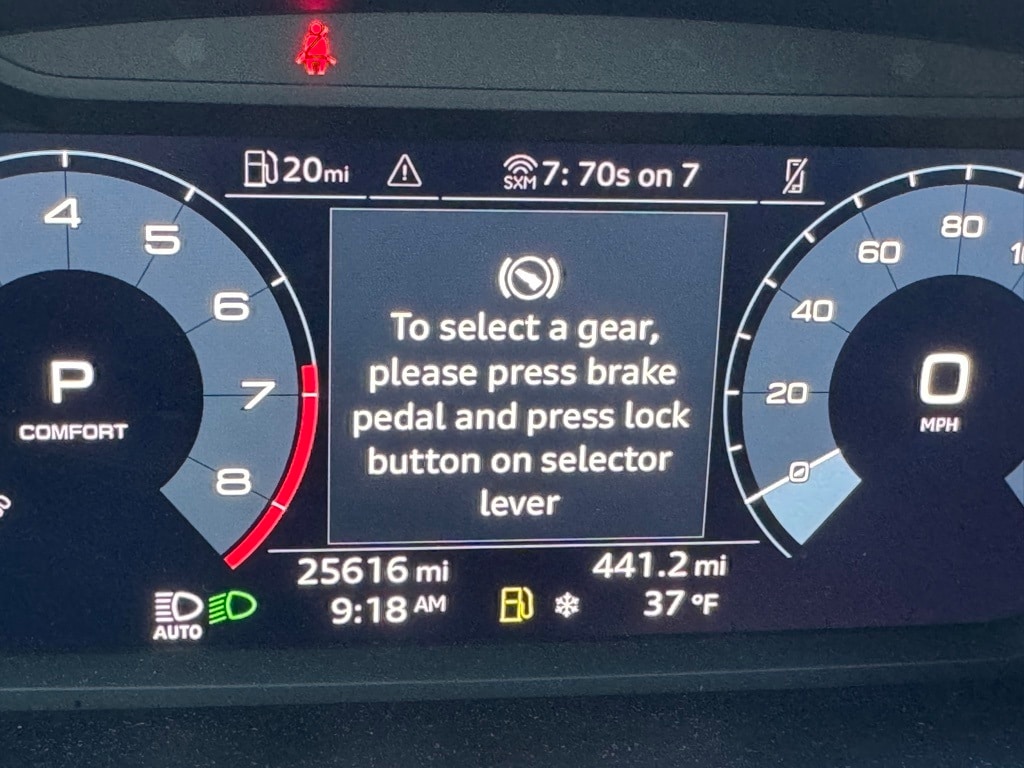 20mi
SXM 7: 70s on 7
4
5
6
7
8
P
COMFORT
To select a gear,
please press brake
pedal and press lock
button on selector
lever
80
60
40
20
0
0
MPH
25616 mi
441.2 mi
9:18 AM
37 °F
AUTO